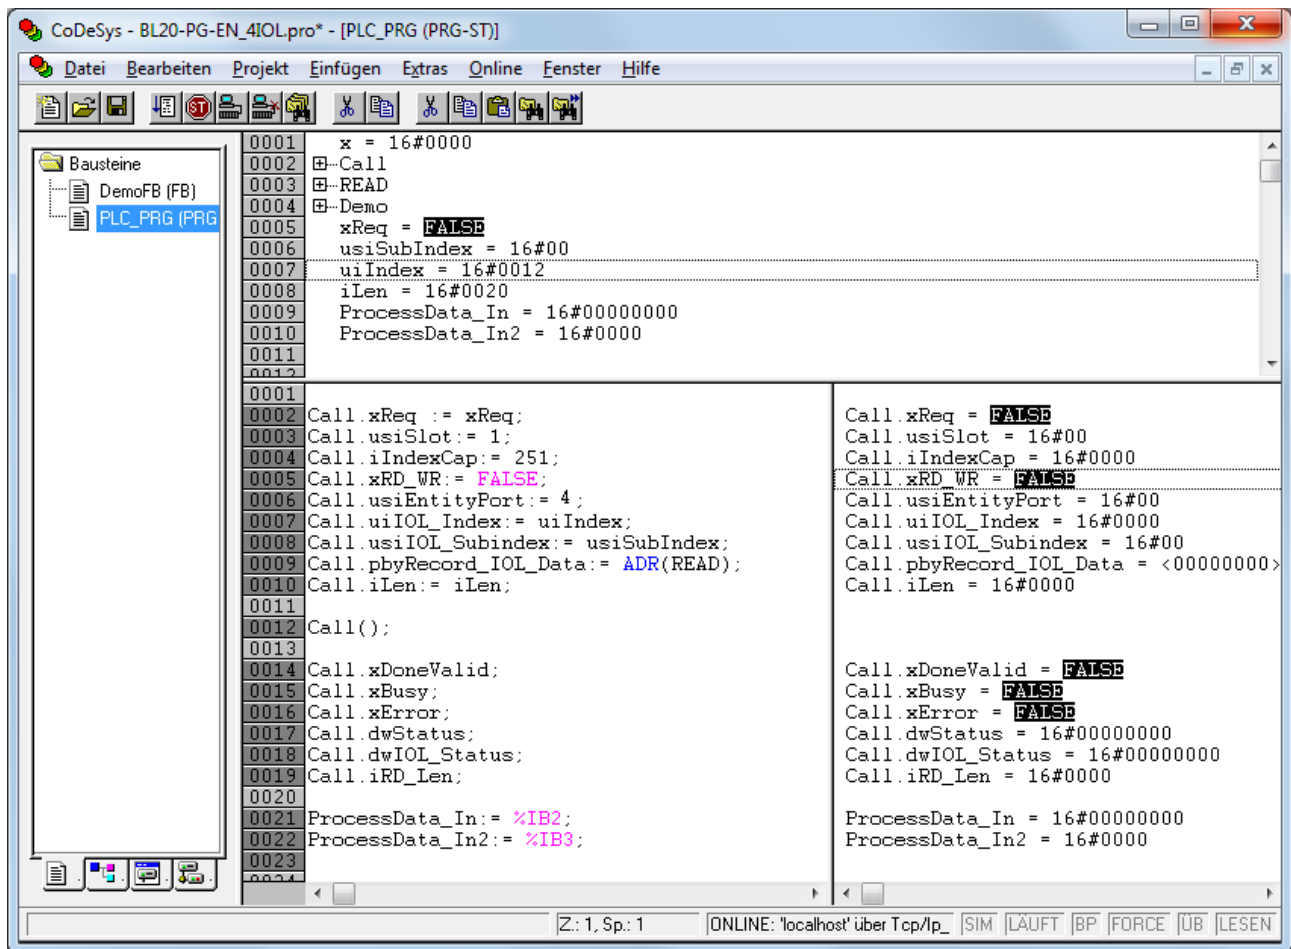 CoDeSys - BL20-PG-EN_4IOL.pro* - [PLC_PRG (PRG-ST)]
Datei Bearbeiten Projekt Einfügen Extras Online Fenster Hilfe
Bausteine
DemoFB (FB)
PLC_PRG (PRG
0001 x = 16#0000
0002 Call
0003 READ
0004 Demo
0005 xReq = FALSE
0006 usiSubIndex = 16#00
0007 uiIndex = 16#0012
0008 iLen = 16#0020
0009 ProcessData_In = 16#00000000
0010 ProcessData_In2 = 16#0000
0011
0012
0001
0002 Call.xReq := xReq; Call.xReq = FALSE
0003 Call.usiSlot:= 1; Call.usiSlot = 16#00
0004 Call.iIndexCap:= 251; Call.iIndexCap = 16#0000
0005 Call.xRD_WR:= FALSE; Call.xRD_WR = FALSE
0006 Call.usiEntityPort:= 4; Call.usiEntityPort = 16#00
0007 Call.uiIOL_Index:= uiIndex; Call.uiIOL_Index = 16#0000
0008 Call.usiIOL_Subindex:= usiSubIndex; Call.usiIOL_Subindex = 16#00
0009 Call.pbyRecord_IOL_Data:= ADR(READ); Call.pbyRecord_IOL_Data = <00000000>
0010 Call.iLen:= iLen; Call.iLen = 16#0000
0011
0012 Call();
0013
0014 Call.xDoneValid; Call.xDoneValid = FALSE
0015 Call.xBusy; Call.xBusy = FALSE
0016 Call.xError; Call.xError = FALSE
0017 Call.dwStatus; Call.dwStatus = 16#00000000
0018 Call.dwIOL_Status; Call.dwIOL_Status = 16#00000000
0019 Call.iRD_Len; Call.iRD_Len = 16#0000
0020
0021 ProcessData_In:= %IB2; ProcessData_In = 16#00000000
0022 ProcessData_In2:= %IB3; ProcessData_In2 = 16#0000
0023
0024
Z.: 1, Sp.: 1 ONLINE: 'localhost' über Tcp/Ip_ SIM LÄUFT BP FORCE ÜB LESEN